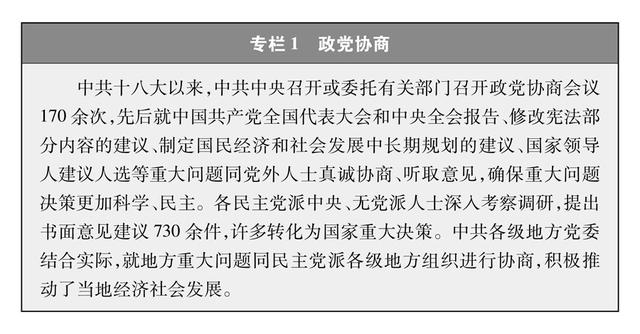 专栏1 政党协商
中共十八大以来，中共中央召开或委托有关部门召开政党协商会议
170余次，先后就中国共产党全国代表大会和中央全会报告、修改宪法部
分内容的建议、制定国民经济和社会发展中长期规划的建议、国家领导
人建议人选等重大问题同党外人士真诚协商、听取意见，确保重大问题
决策更加科学、民主。各民主党派中央、无党派人士深入考察调研，提出
书面意见建议730余件，许多转化为国家重大决策。中共各级地方党委
结合实际，就地方重大问题同民主党派各级地方组织进行协商，积极推
动了当地经济社会发展。